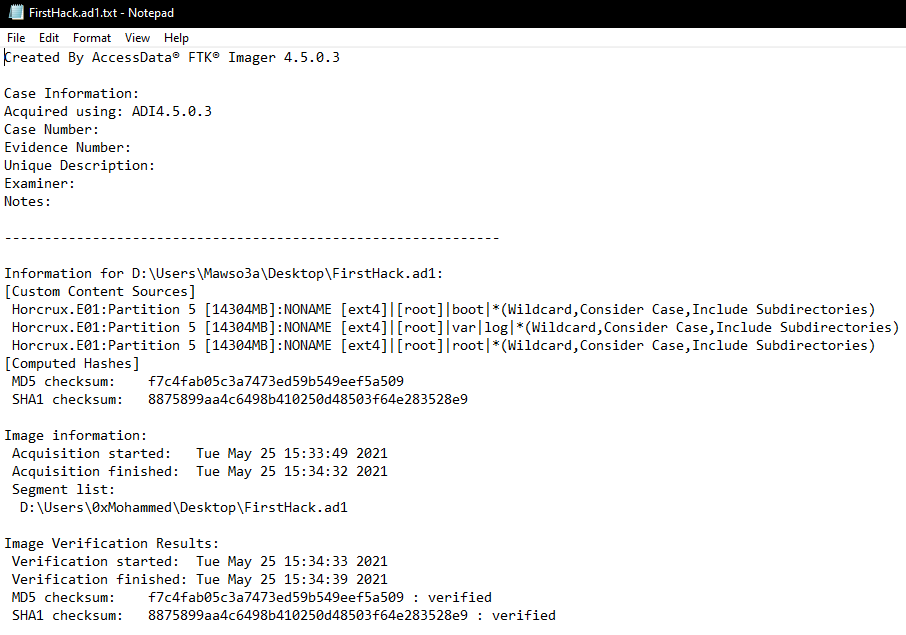 FirstHack.ad1.txt - Notepad
File Edit Format View Help
Created By AccessData® FTK® Imager 4.5.0.3
Case Information:
Acquired using: ADI4.5.0.3
Case Number:
Evidence Number:
Unique Description:
Examiner:
Notes:
--------------------------------------------------------------
Information for D:\Users\Mawso3a\Desktop\FirstHack.ad1:
[Custom Content Sources]
Horcrux.E01:Partition 5 [14304MB]:NONAME [ext4]|[root]|boot|*(Wildcard,Consider Case,Include Subdirectories)
Horcrux.E01:Partition 5 [14304MB]:NONAME [ext4]|[root]|var|log|*(Wildcard,Consider Case,Include Subdirectories)
Horcrux.E01:Partition 5 [14304MB]:NONAME [ext4]|[root]|root|*(Wildcard,Consider Case,Include Subdirectories)
[Computed Hashes]
MD5 checksum: f7c4fab05c3a7473ed59b549eef5a509
SHA1 checksum: 8875899aa4c6498b410250d48503f64e283528e9
Image information:
Acquisition started: Tue May 25 15:33:49 2021
Acquisition finished: Tue May 25 15:34:32 2021
Segment list:
D:\Users\0xMohammed\Desktop\FirstHack.ad1
Image Verification Results:
Verification started: Tue May 25 15:34:33 2021
Verification finished: Tue May 25 15:34:39 2021
MD5 checksum: f7c4fab05c3a7473ed59b549eef5a509 : verified
SHA1 checksum: 8875899aa4c6498b410250d48503f64e283528e9 : verified